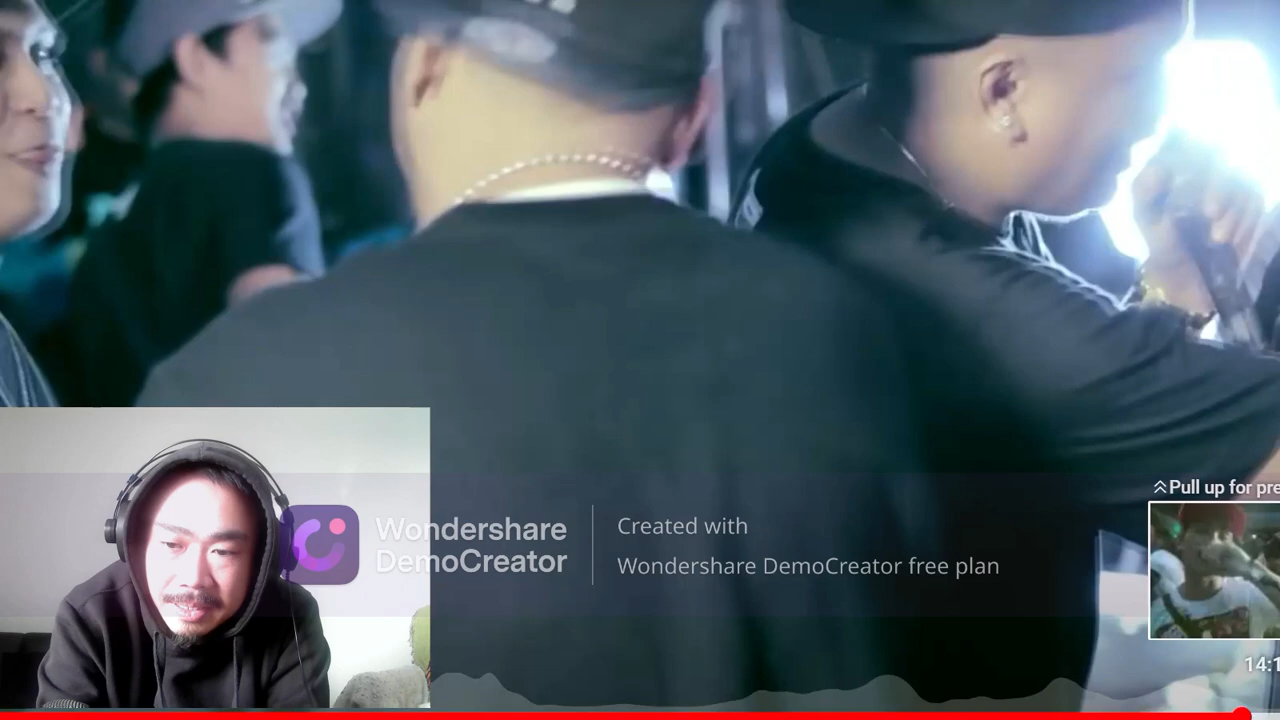 Pull up for pre
Wondershare
DemoCreator
Created with
Wondershare DemoCreator free plan
14:1